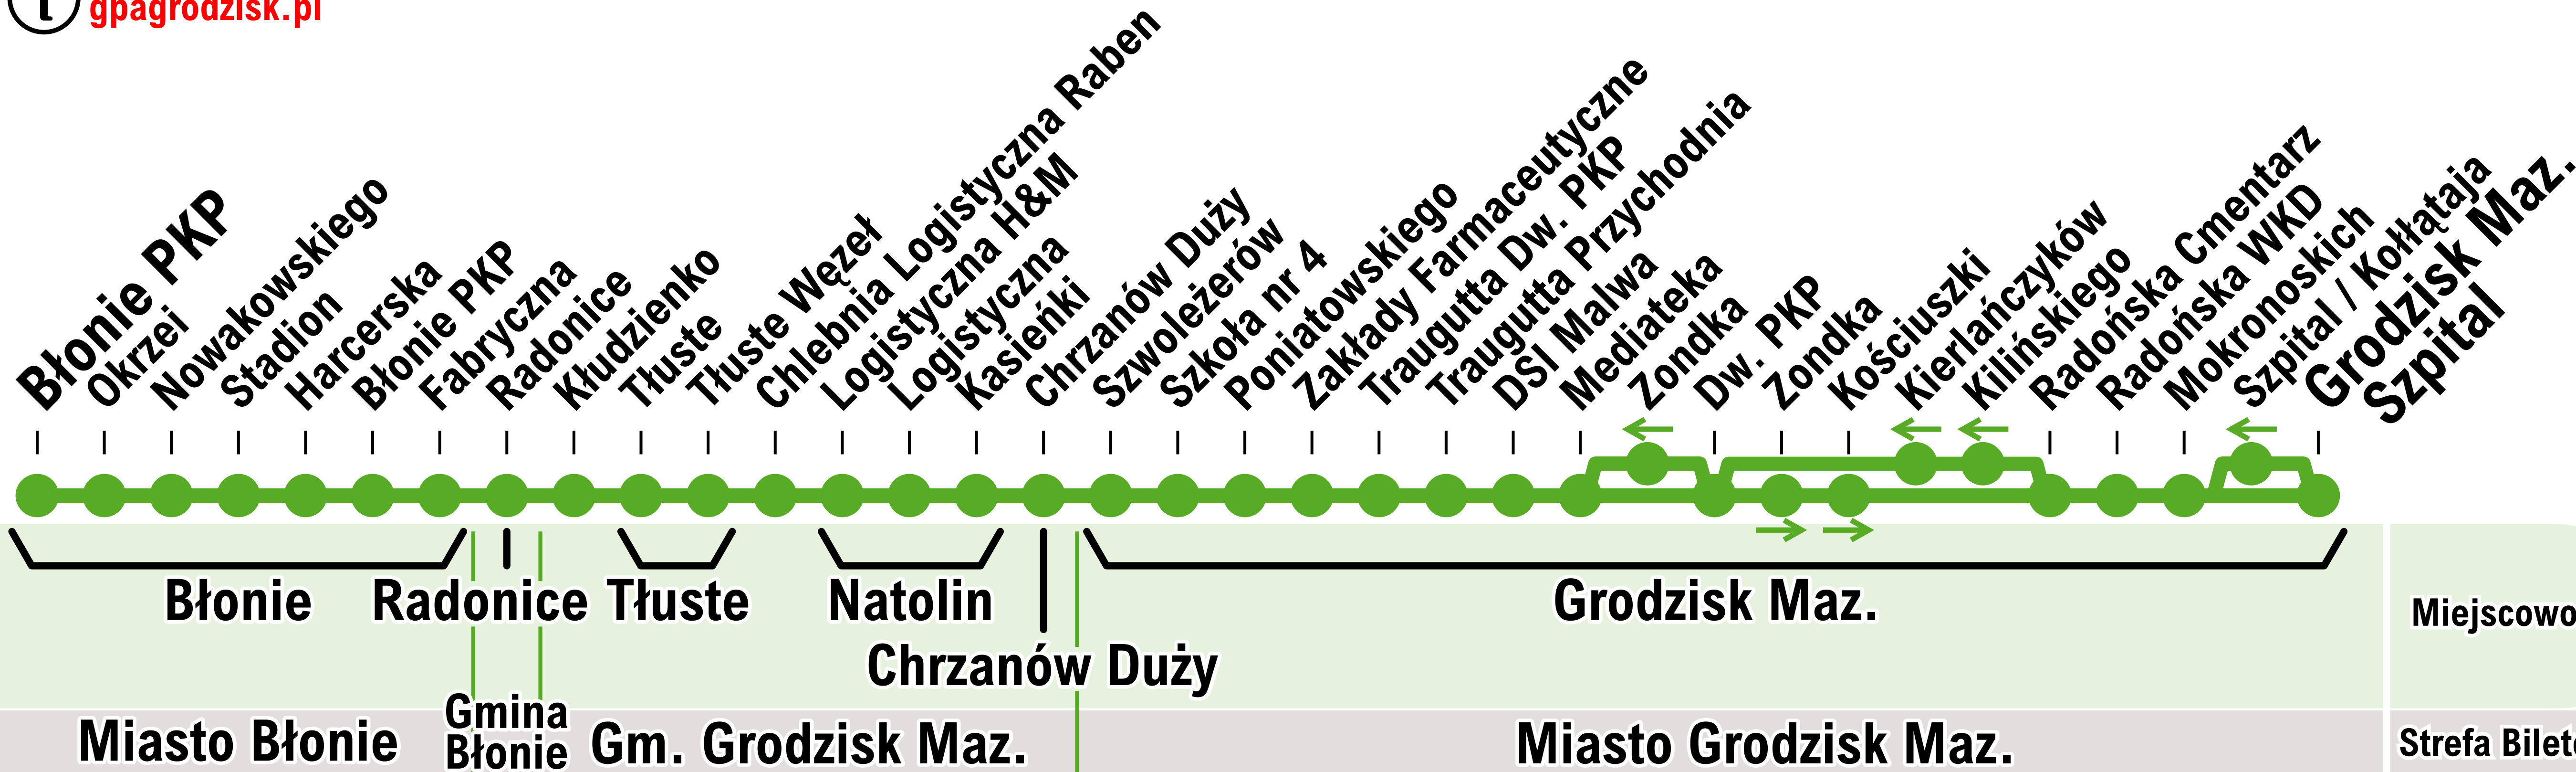 gpagrodzisk.pl
Błonie PKP
Okrzei
Nowakowskiego
Stadion
Harcerska
Błonie PKP
Fabryczna
Radonice
Kłudzienko
Tłuste
Tłuste Węzeł
Chlebnia Logistyczna Raben
Logistyczna H&M
Logistyczna
Kasieńki
Chrzanów Duży
Szwoleżerów
Szkoła nr 4
Poniatowskiego
Zakłady Farmaceutyczne
Traugutta Dw. PKP
Traugutta Przychodnia
DSI Malwa
Mediateka
Zondka
Dw. PKP
Zondka
Kościuszki
Kierlańczyków
Kilińskiego
Radońska Cmentarz
Radońska WKD
Mokronoskich
Szpital / Kołłątaja
Grodzisk Maz.
Szpital
Błonie
Radonice
Tłuste
Natolin
Chrzanów Duży
Grodzisk Maz.
Miejscowo
Miasto Błonie
Gmina
Błonie
Gm. Grodzisk Maz.
Miasto Grodzisk Maz.
Strefa Bilet